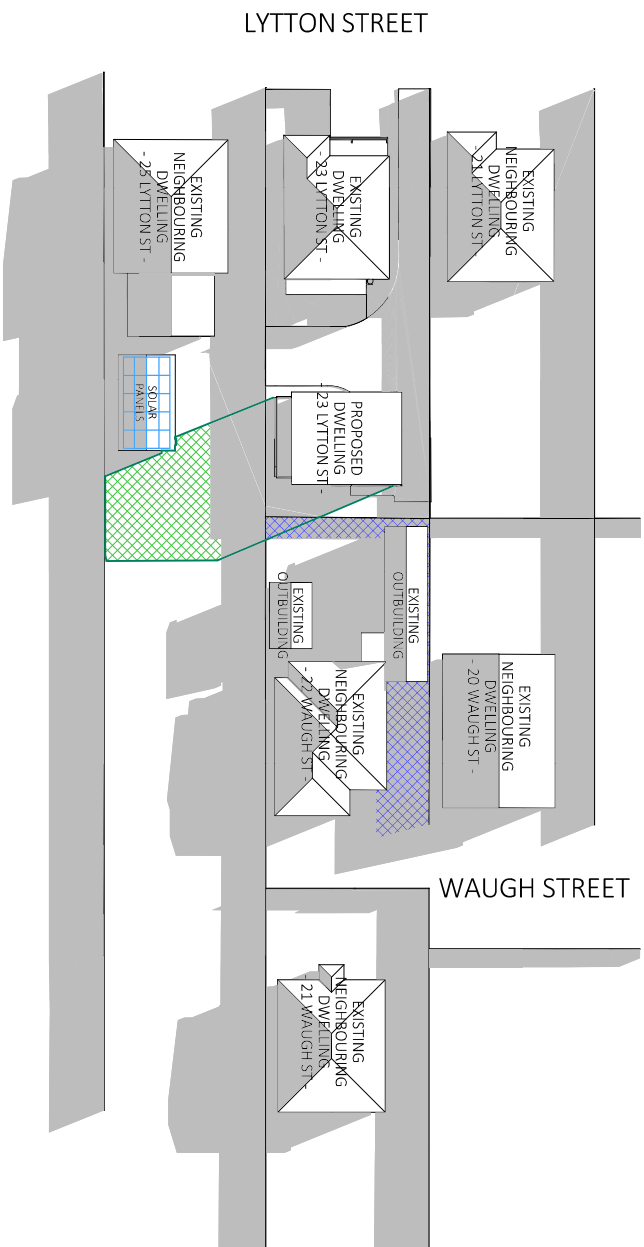 LYTTON STREET
EXISTING
NEIGHBOURING
DWELLING
- 25 LYTTON ST -
EXISTING
DWELLING
- 23 LYTTON ST -
EXISTING
NEIGHBOURING
DWELLING
- 21 LYTTON ST -
SOLAR
PANELS
PROPOSED
DWELLING
- 23 LYTTON ST -
EXISTING
OUTBUILDING
EXISTING
OUTBUILDING
EXISTING
NEIGHBOURING
DWELLING
- 22 WAUGH ST -
EXISTING
NEIGHBOURING
DWELLING
- 20 WAUGH ST -
WAUGH STREET
EXISTING
NEIGHBOURING
DWELLING
- 21 WAUGH ST -